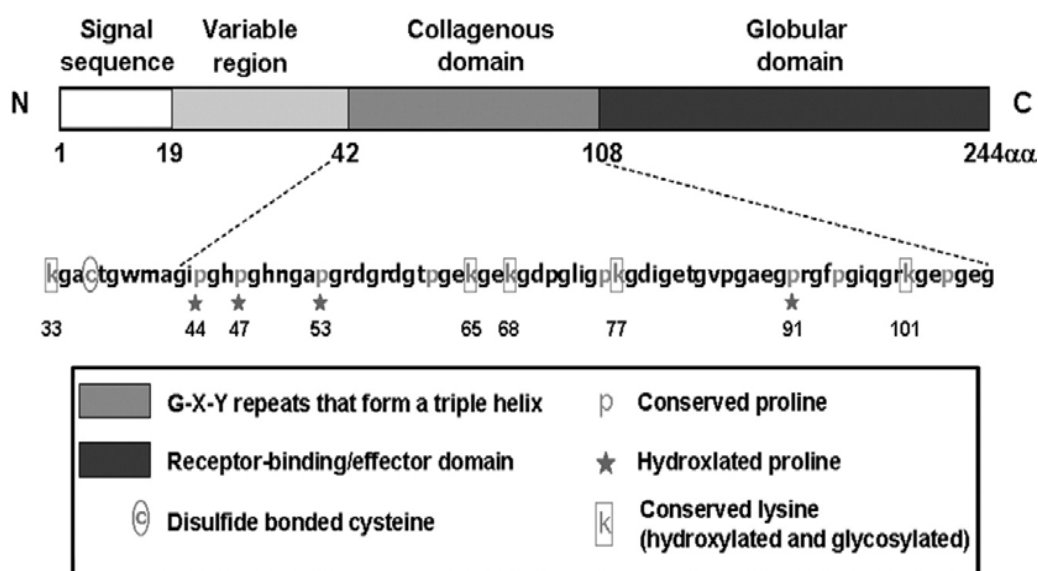 Signal sequence
Variable region
Collagenous domain
Globular domain
N
C
1 19 42 108 244αα
kgactgwmagipghpghngapgrdgrdgtpgekgekgdpgligpkgdigetgvpgaegprgfpgiqgrkgepgeg
33 44 47 53 65 68 77 91 101
G-X-Y repeats that form a triple helix
Receptor-binding/effector domain
c Disulfide bonded cysteine
p Conserved proline
Hydroxlated proline
k Conserved lysine
(hydroxylated and glycosylated)